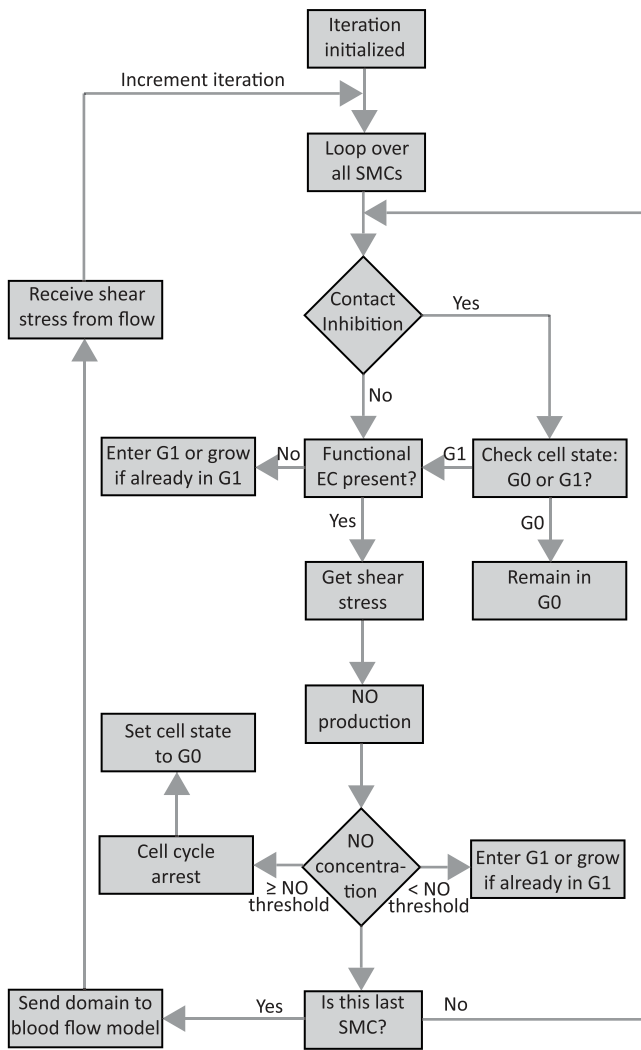 Iteration
initialized
Increment iteration
Loop over
all SMCs
Receive shear
stress from flow
Contact
Inhibition
Yes
No
Enter G1 or grow
if already in G1
No
Functional
EC present?
G1
Check cell state:
G0 or G1?
Yes
G0
Get shear
stress
Remain in
G0
NO
production
Set cell state
to G0
Cell cycle
arrest
NO
concentra-
tion
Enter G1 or grow
if already in G1
≥ NO
threshold
< NO
threshold
Send domain to
blood flow model
Yes
Is this last
SMC?
No